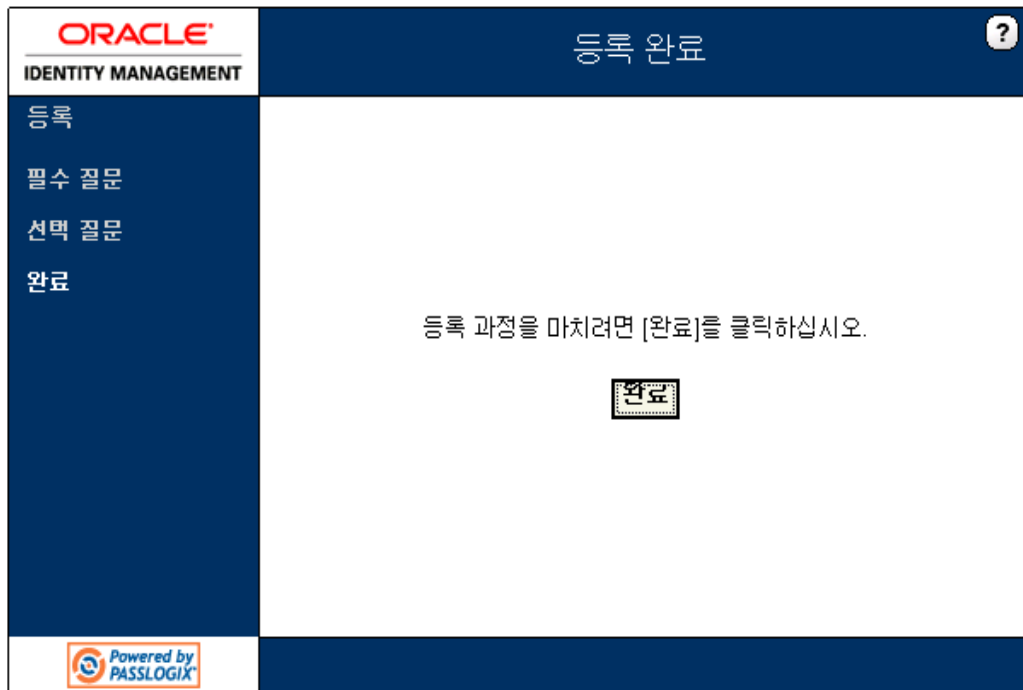 ORACLE
IDENTITY MANAGEMENT
등록 완료
?
등록
필수 질문
선택 질문
완료
등록 과정을 마치려면 [완료]를 클릭하십시오.
완료
Powered by
PASSLOGIX